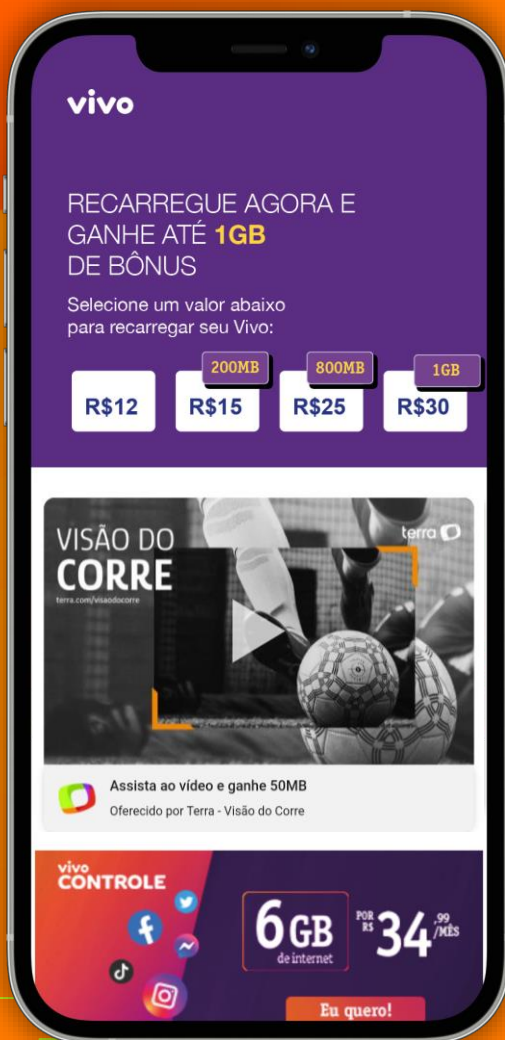 vivo
RECARREGUE AGORA E
GANHE ATÉ 1GB
DE BÔNUS
Selecione um valor abaixo
para recarregar seu Vivo:
200MB
800MB
1GB
R$12
R$15
R$25
R$30
VISÃO DO
CORRE
terra.com/visaodocorre
terra
Assista ao vídeo e ganhe 50MB
Oferecido por Terra - Visão do Corre
vivo
CONTROLE
6GB
de internet
POR
R$ 34,99
/MÊS
Eu quero!